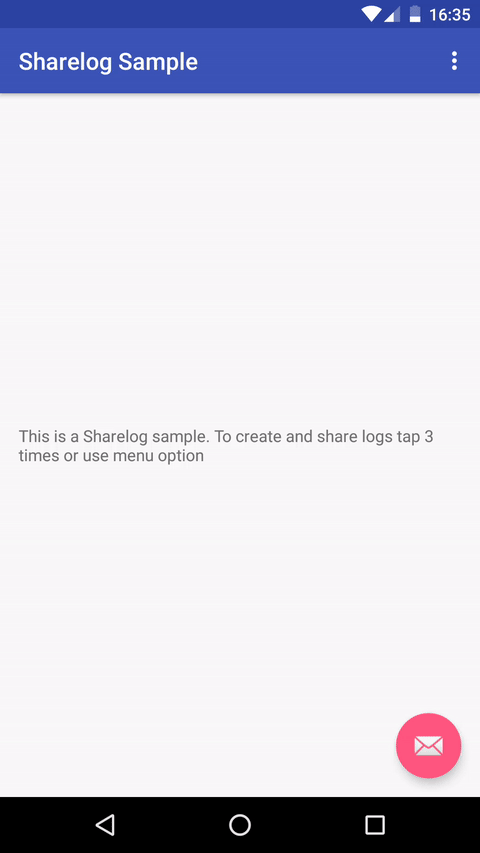 16:35
Sharelog Sample
This is a Sharelog sample. To create and share logs tap 3
times or use menu option